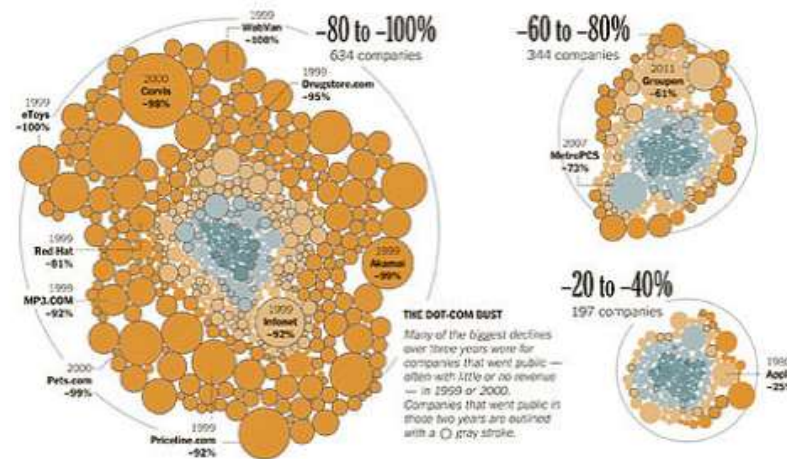 –80 to –100%
634 companies
1999
WebVan
–100%
2000
Corvis
–98%
1999
Drugstore.com
–95%
1999
eToys
–100%
1999
Red Hat
–81%
1999
Akamai
–99%
1999
MP3.COM
–92%
1999
Infonet
–92%
2000
Pets.com
–99%
1999
Priceline.com
–92%
THE DOT-COM BUST
Many of the biggest declines
over three years were for
companies that went public —
often with little or no revenue
— in 1999 or 2000.
Companies that went public in
those two years are outlined
with a gray stroke.
–60 to –80%
344 companies
2011
Groupon
–61%
2007
MetroPCS
–73%
–20 to –40%
197 companies
Appl
–25%